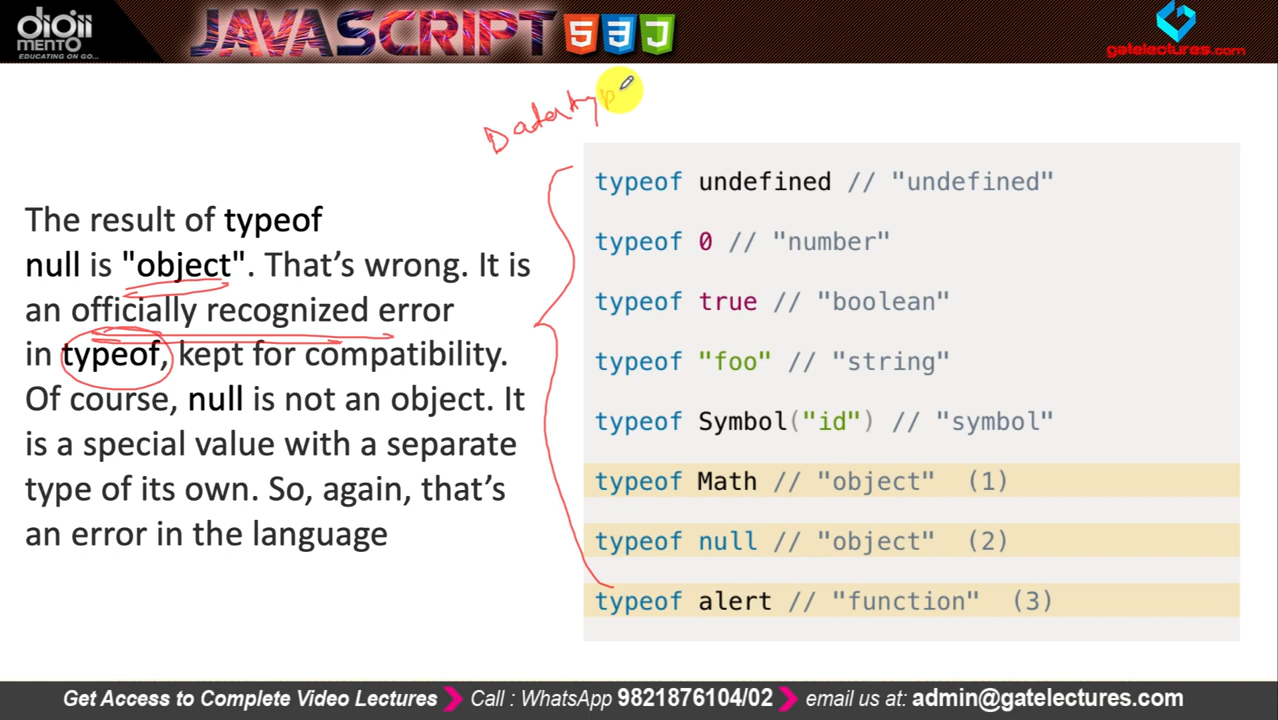 DIGII
MENTO
EDUCATING ON GO...
JAVASCRIPT
5 3 J
gatelectures.com
Datatyp
The result of typeof
null is "object". That’s wrong. It is
an officially recognized error
in typeof, kept for compatibility.
Of course, null is not an object. It
is a special value with a separate
type of its own. So, again, that’s
an error in the language
typeof undefined // "undefined"
typeof 0 // "number"
typeof true // "boolean"
typeof "foo" // "string"
typeof Symbol("id") // "symbol"
typeof Math // "object" (1)
typeof null // "object" (2)
typeof alert // "function" (3)
Get Access to Complete Video Lectures Call : WhatsApp 9821876104/02 email us at: admin@gatelectures.com